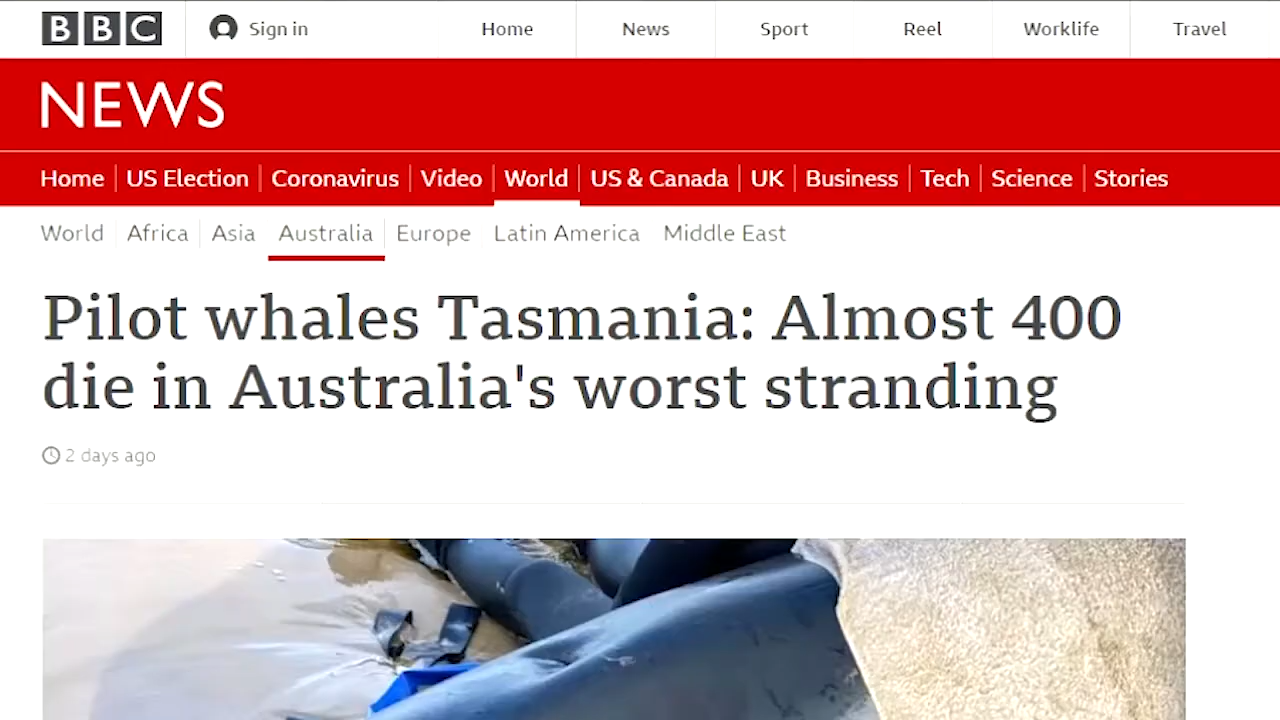 BBC Sign in Home News Sport Reel Worklife Travel
NEWS
Home US Election Coronavirus Video World US & Canada UK Business Tech Science Stories
World Africa Asia Australia Europe Latin America Middle East
Pilot whales Tasmania: Almost 400
die in Australia's worst stranding
2 days ago